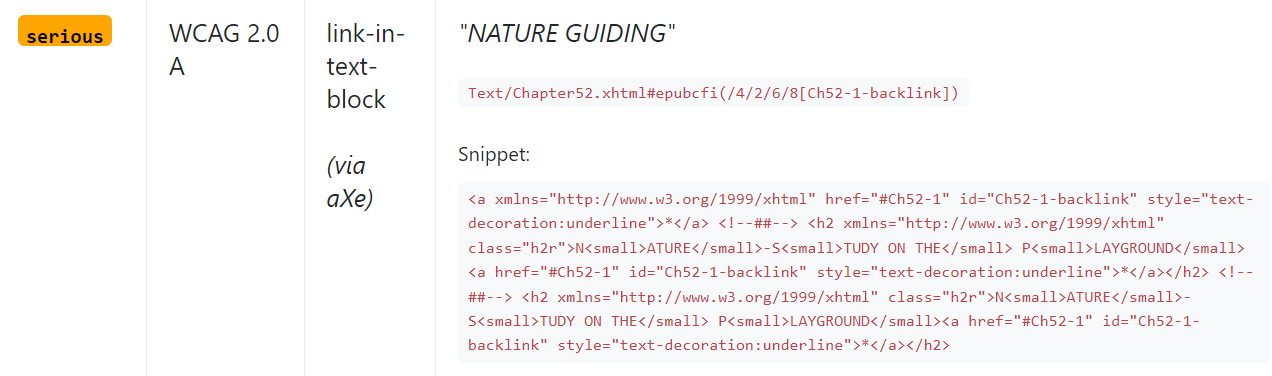 serious
WCAG 2.0
A
link-in-
text-
block
(via
aXe)
"NATURE GUIDING"
Text/Chapter52.xhtml#epubcfi(/4/2/6/8[Ch52-1-backlink])
Snippet:
<a xmlns="http://www.w3.org/1999/xhtml" href="#Ch52-1" id="Ch52-1-backlink" style="text-
decoration:underline">*</a> <!--##--> <h2 xmlns="http://www.w3.org/1999/xhtml"
class="h2r">N<small>ATURE</small>-S<small>TUDY ON THE</small> P<small>LAYGROUND</small>
<a href="#Ch52-1" id="Ch52-1-backlink" style="text-decoration:underline">*</a></h2> <!--
##--> <h2 xmlns="http://www.w3.org/1999/xhtml" class="h2r">N<small>ATURE</small>-
S<small>TUDY ON THE</small> P<small>LAYGROUND</small><a href="#Ch52-1" id="Ch52-1-
backlink" style="text-decoration:underline">*</a></h2>